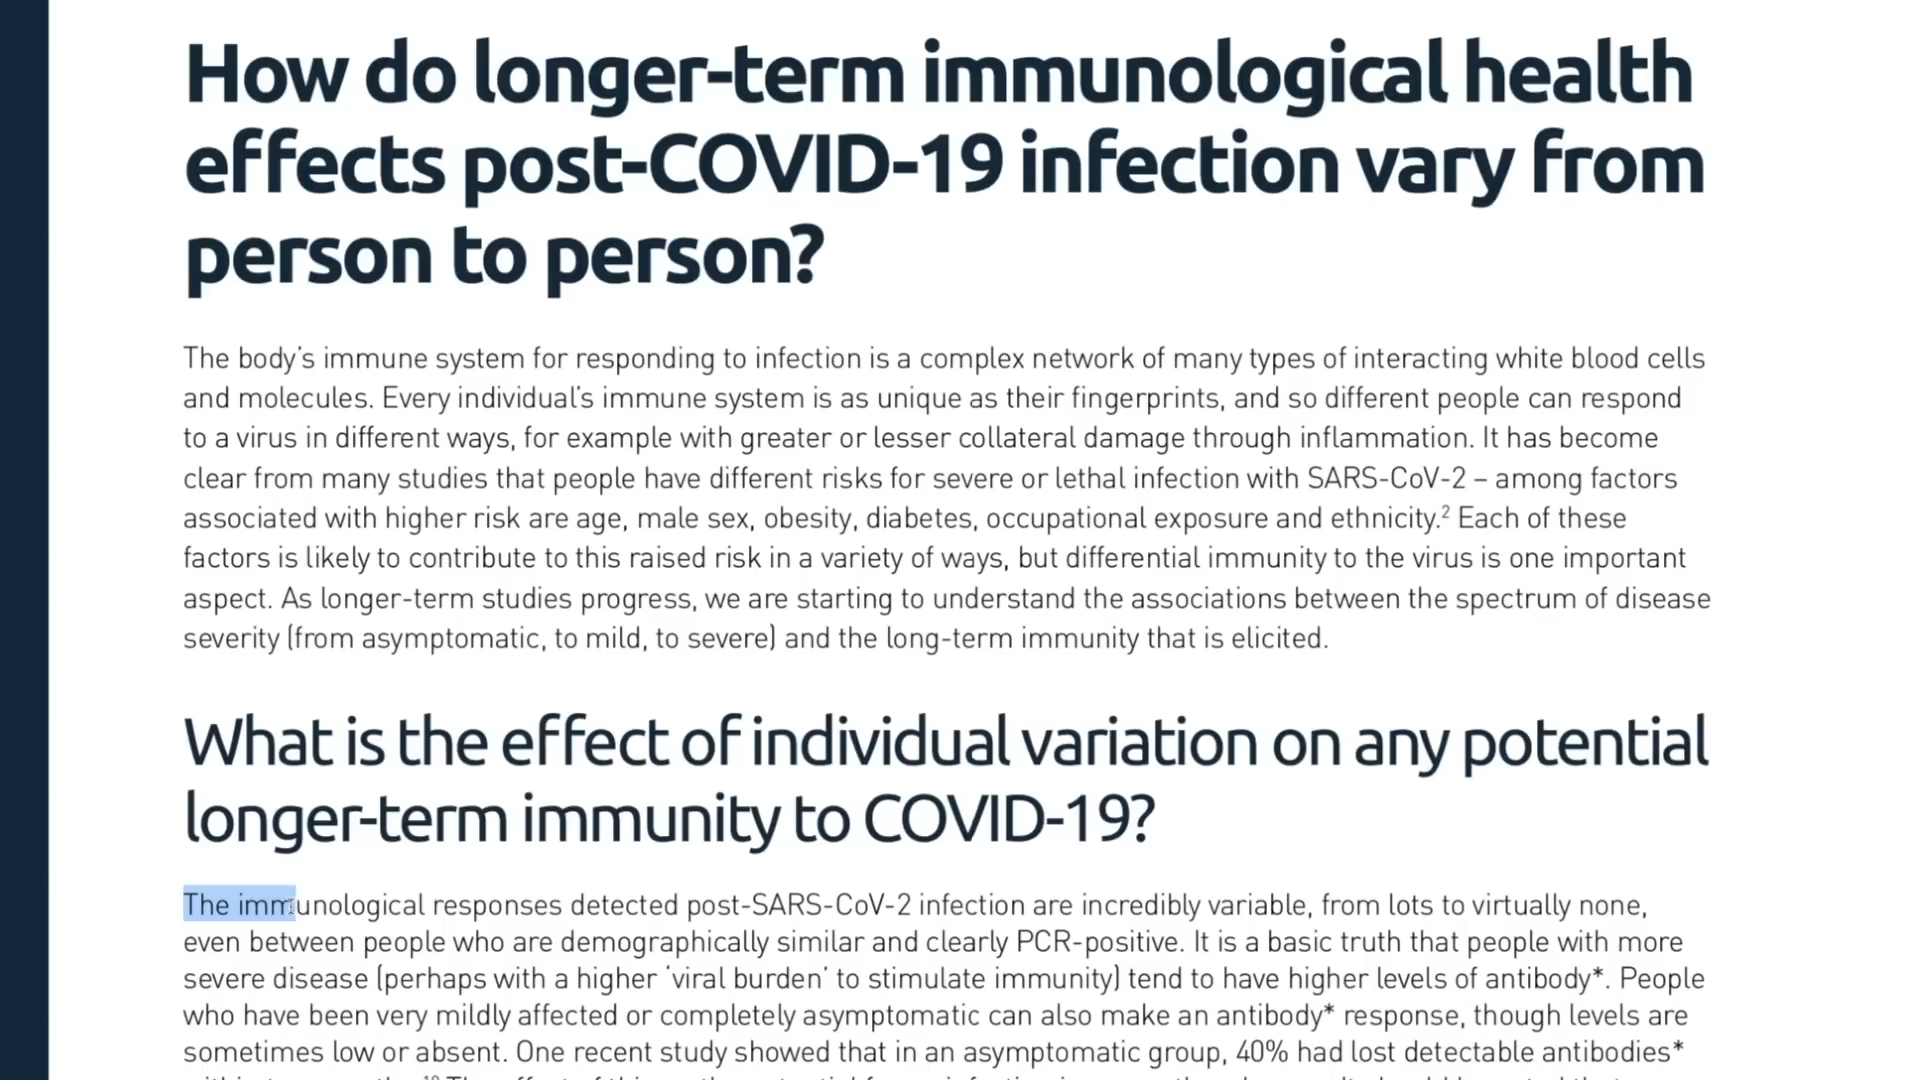 How do longer-term immunological health
effects post-COVID-19 infection vary from
person to person?
The body's immune system for responding to infection is a complex network of many types of interacting white blood cells
and molecules. Every individual's immune system is as unique as their fingerprints, and so different people can respond
to a virus in different ways, for example with greater or lesser collateral damage through inflammation. It has become
clear from many studies that people have different risks for severe or lethal infection with SARS-CoV-2 – among factors
associated with higher risk are age, male sex, obesity, diabetes, occupational exposure and ethnicity.² Each of these
factors is likely to contribute to this raised risk in a variety of ways, but differential immunity to the virus is one important
aspect. As longer-term studies progress, we are starting to understand the associations between the spectrum of disease
severity (from asymptomatic, to mild, to severe) and the long-term immunity that is elicited.
What is the effect of individual variation on any potential
longer-term immunity to COVID-19?
The immunological responses detected post-SARS-CoV-2 infection are incredibly variable, from lots to virtually none,
even between people who are demographically similar and clearly PCR-positive. It is a basic truth that people with more
severe disease (perhaps with a higher 'viral burden' to stimulate immunity) tend to have higher levels of antibody*. People
who have been very mildly affected or completely asymptomatic can also make an antibody* response, though levels are
sometimes low or absent. One recent study showed that in an asymptomatic group, 40% had lost detectable antibodies*